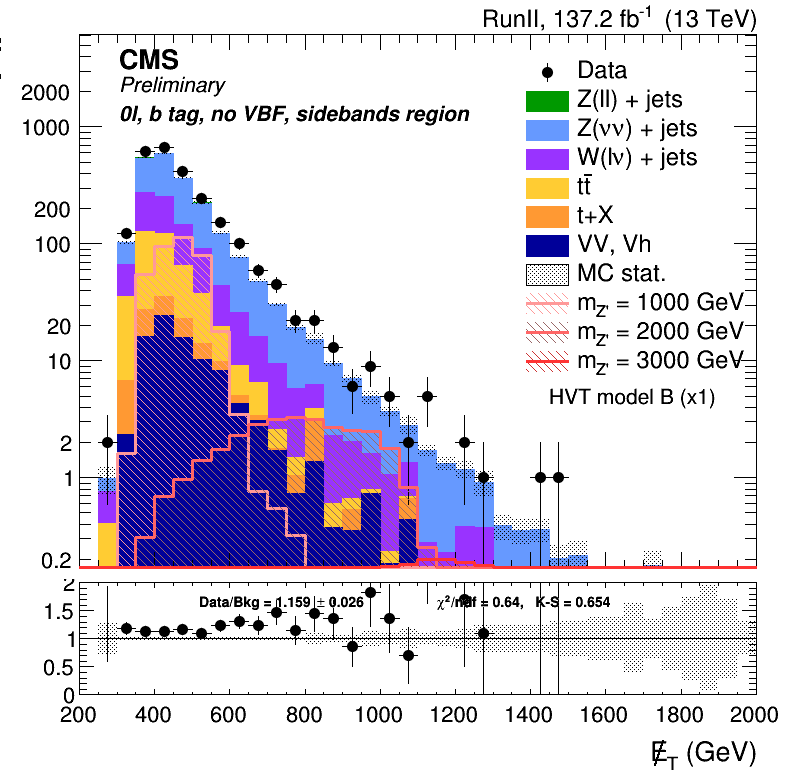 RunII, 137.2 fb⁻¹ (13 TeV)
CMS
Preliminary
0l, b tag, no VBF, sidebands region
Data
Z(ll) + jets
Z(νν) + jets
W(lν) + jets
tt̄
t+X
VV, Vh
MC stat.
m_Z' = 1000 GeV
m_Z' = 2000 GeV
m_Z' = 3000 GeV
HVT model B (x1)
2000
1000
200
100
20
10
2
1
0.2
Data/Bkg = 1.159 ± 0.026
χ²/ndf = 0.64, K-S = 0.654
2
1.5
1
0.5
0
200 400 600 800 1000 1200 1400 1600 1800 2000
E̸_T (GeV)